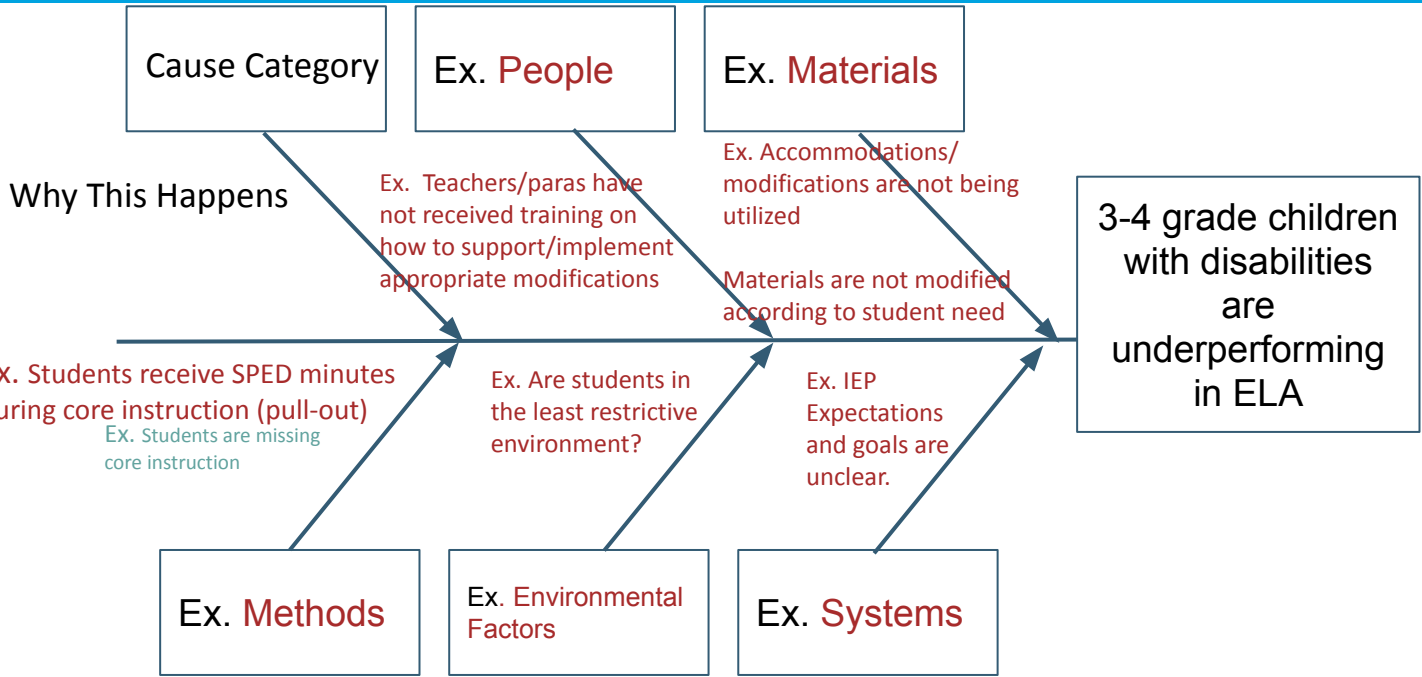 Cause Category
Ex. People
Ex. Materials
Why This Happens
Ex. Teachers/paras have
not received training on
how to support/implement
appropriate modifications
Ex. Accommodations/
modifications are not being
utilized
Materials are not modified
according to student need
3-4 grade children
with disabilities
are
underperforming
in ELA
x. Students receive SPED minutes
uring core instruction (pull-out)
Ex. Students are missing
core instruction
Ex. Are students in
the least restrictive
environment?
Ex. IEP
Expectations
and goals are
unclear.
Ex. Methods
Ex. Environmental
Factors
Ex. Systems